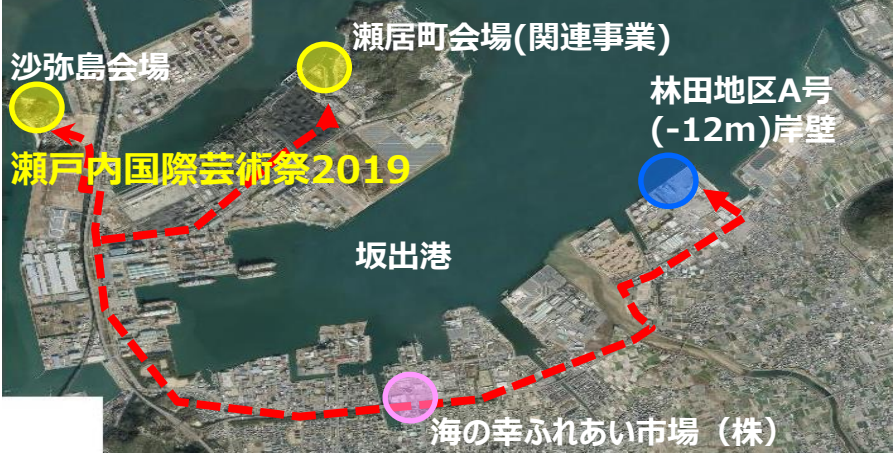 瀬居町会場(関連事業)
沙弥島会場
林田地区A号
(-12m)岸壁
瀬戸内国際芸術祭2019
坂出港
海の幸ふれあい市場（株）